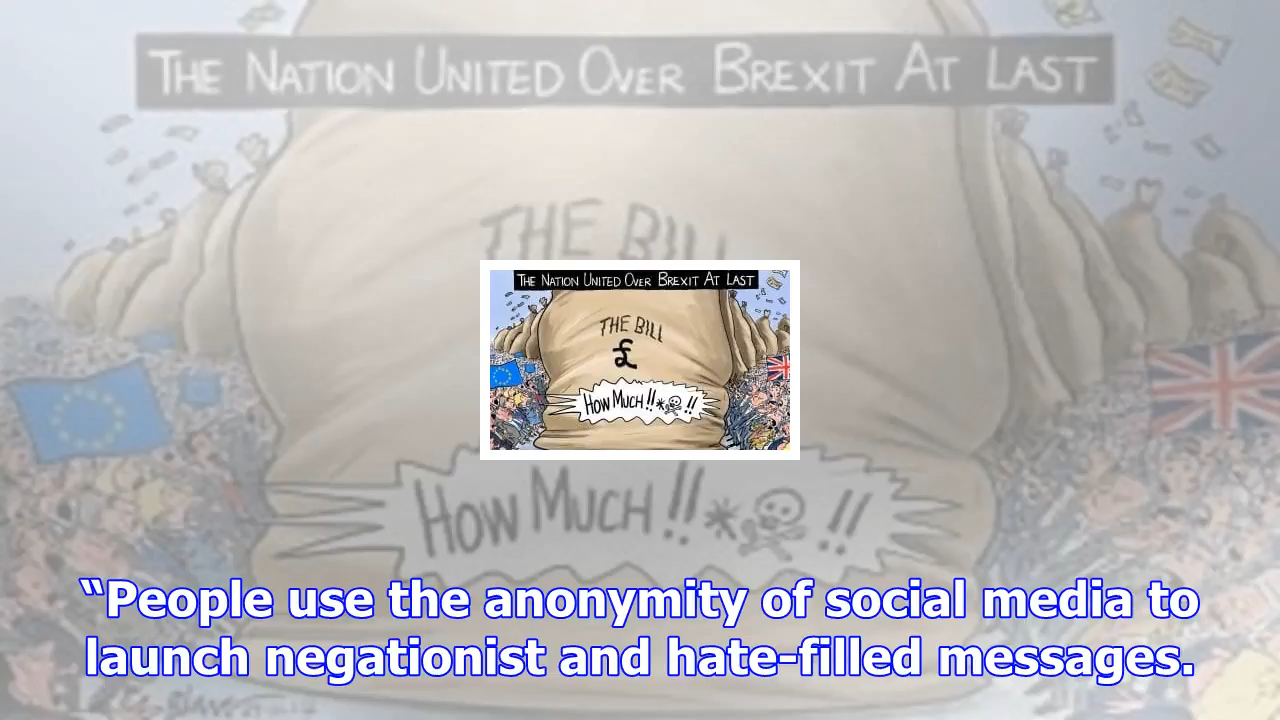 THE NATION UNITED OVER BREXIT AT LAST
THE BILL
THE NATION UNITED OVER BREXIT AT LAST
THE BILL
£
HOW MUCH!!*☠!!
HOW MUCH!!*☠!!
“People use the anonymity of social media to
launch negationist and hate-filled messages.